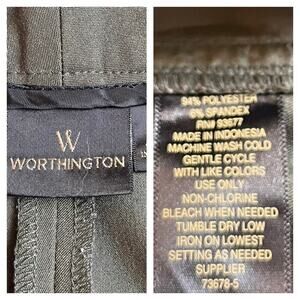 W
WORTHINGTON
94% POLYESTER
6% SPANDEX
RN# 93677
MADE IN INDONESIA
MACHINE WASH COLD
GENTLE CYCLE
WITH LIKE COLORS
USE ONLY
NON-CHLORINE
BLEACH WHEN NEEDED
TUMBLE DRY LOW
IRON ON LOWEST
SETTING AS NEEDED
SUPPLIER
73678-5